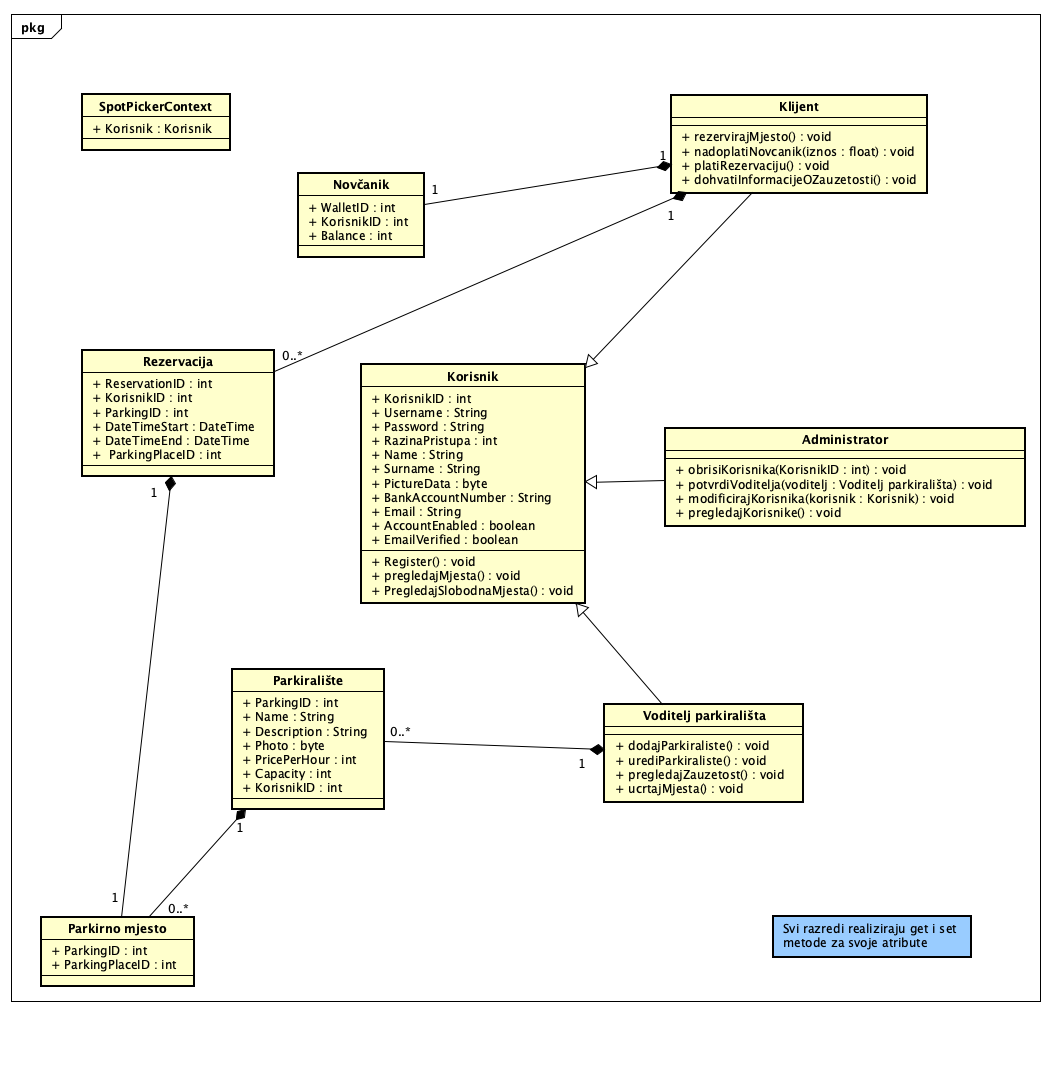 pkg
SpotPickerContext
+ Korisnik : Korisnik
Klijent
+ rezervirajMjesto() : void
+ nadoplatiNovcanik(iznos : float) : void
+ platiRezervaciju() : void
+ dohvatiInformacijeOZauzetosti() : void
1
1
1
Novčanik
+ WalletID : int
+ KorisnikID : int
+ Balance : int
0..*
Rezervacija
+ ReservationID : int
+ KorisnikID : int
+ ParkingID : int
+ DateTimeStart : DateTime
+ DateTimeEnd : DateTime
+ ParkingPlaceID : int
1
Korisnik
+ KorisnikID : int
+ Username : String
+ Password : String
+ RazinaPristupa : int
+ Name : String
+ Surname : String
+ PictureData : byte
+ BankAccountNumber : String
+ Email : String
+ AccountEnabled : boolean
+ EmailVerified : boolean
+ Register() : void
+ pregledajMjesta() : void
+ PregledajSlobodnaMjesta() : void
Administrator
+ obrisiKorisnika(KorisnikID : int) : void
+ potvrdiVoditelja(voditelj : Voditelj parkirališta) : void
+ modificirajKorisnika(korisnik : Korisnik) : void
+ pregledajKorisnike() : void
Parkiralište
+ ParkingID : int
+ Name : String
+ Description : String
+ Photo : byte
+ PricePerHour : int
+ Capacity : int
+ KorisnikID : int
0..*
1
Voditelj parkirališta
+ dodajParkiraliste() : void
+ urediParkiraliste() : void
+ pregledajZauzetost() : void
+ ucrtajMjesta() : void
1
1
0..*
Parkirno mjesto
+ ParkingID : int
+ ParkingPlaceID : int
Svi razredi realiziraju get i set
metode za svoje atribute